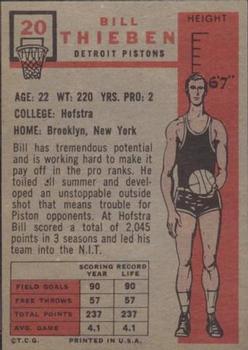 20
BILL
THIEBEN
DETROIT PISTONS
HEIGHT
6'7"
AGE: 22 WT: 220 YRS. PRO: 2
COLLEGE: Hofstra
HOME: Brooklyn, New York
Bill has tremendous potential
and is working hard to make
it pay off in the pro ranks. He
toiled all summer and devel-
oped an unstoppable outside
shot that means trouble for
Piston opponents. At Hofstra
Bill scored a total of 2,045
points in 3 seasons and led his
team into the N.I.T.
SCORING RECORD
YEAR LIFE
FIELD GOALS 90 90
FREE THROWS 57 57
TOTAL POINTS 237 237
AVG. GAME 4.1 4.1
©T.C.G. PRINTED IN U.S.A.